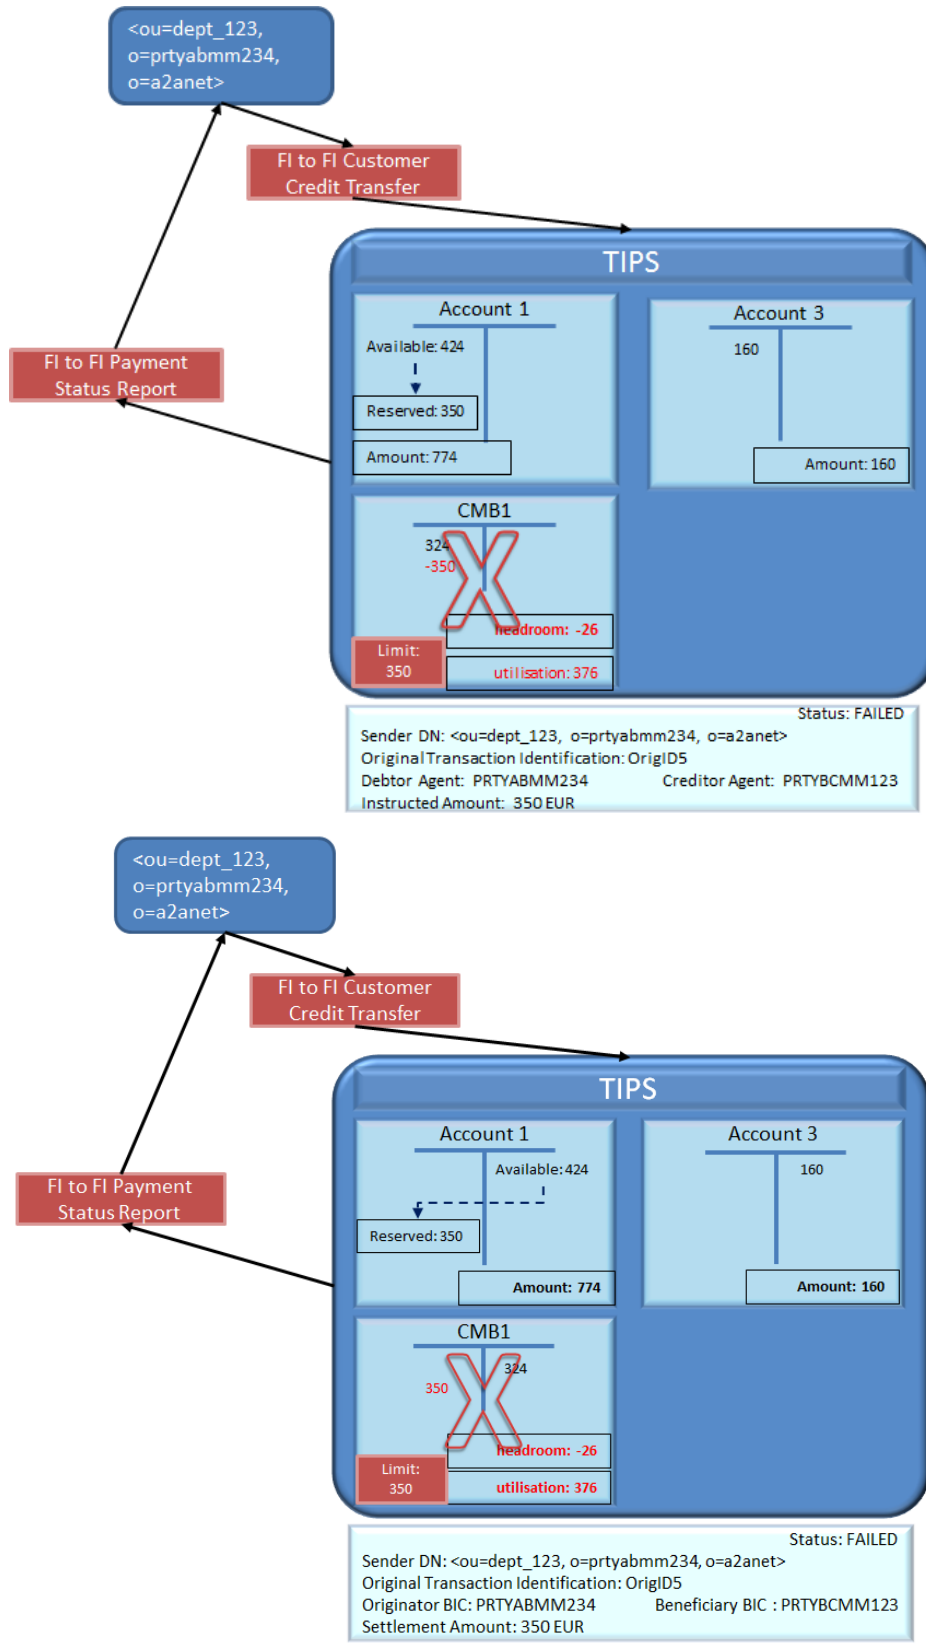 <ou=dept_123,
o=prtyabmm234,
o=a2anet>
FI to FI Customer
Credit Transfer
TIPS
Account 1
Available: 424
Reserved: 350
Amount: 774
Account 3
160
Amount: 160
FI to FI Payment
Status Report
CMB1
324
-350
headroom: -26
Limit:
350
utilisation: 376
Status: FAILED
Sender DN: <ou=dept_123, o=prtyabmm234, o=a2anet>
Original Transaction Identification: OrigID5
Debtor Agent: PRTYABMM234 Creditor Agent: PRTYBCMM123
Instructed Amount: 350 EUR
<ou=dept_123,
o=prtyabmm234,
o=a2anet>
FI to FI Customer
Credit Transfer
TIPS
Account 1
Available: 424
Reserved: 350
Amount: 774
Account 3
160
Amount: 160
FI to FI Payment
Status Report
CMB1
324
350
headroom: -26
Limit:
350
utilisation: 376
Status: FAILED
Sender DN: <ou=dept_123, o=prtyabmm234, o=a2anet>
Original Transaction Identification: OrigID5
Originator BIC: PRTYABMM234 Beneficiary BIC : PRTYBCMM123
Settlement Amount: 350 EUR